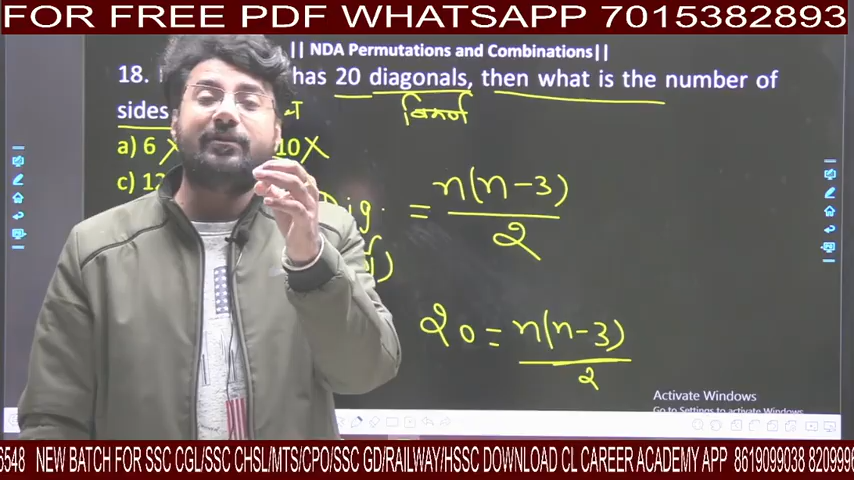 FOR FREE PDF WHATSAPP 7015382893
|| NDA Permutations and Combinations||
18. has 20 diagonals, then what is the number of
विकर्ण
sides
a) 6 10
c) 12
Dig. = n(n-3)
2
20 = n(n-3)
2
Activate Windows
Go to Settings to activate Windows.
6548 NEW BATCH FOR SSC CGL/SSC CHSL/MTS/CPO/SSC GD/RAILWAY/HSSC DOWNLOAD CL CAREER ACADEMY APP 8619099038 8209996